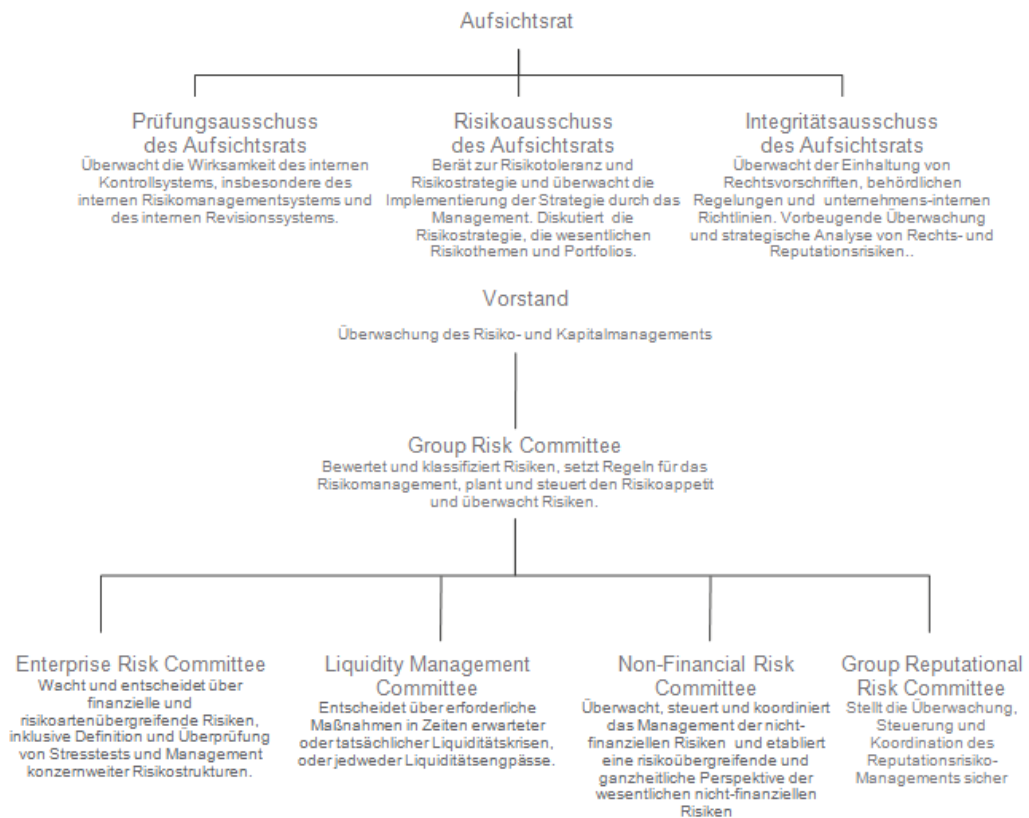 Aufsichtsrat
Prüfungsausschuss
des Aufsichtsrats
Überwacht die Wirksamkeit des internen
Kontrollsystems, insbesondere des
internen Risikomanagementsystems und
des internen Revisionssystems.
Risikoausschuss
des Aufsichtsrats
Berät zur Risikotoleranz und
Risikostrategie und überwacht die
Implementierung der Strategie durch das
Management. Diskutiert die
Risikostrategie, die wesentlichen
Risikothemen und Portfolios.
Integritätsausschuss
des Aufsichtsrats
Überwacht der Einhaltung von
Rechtsvorschriften, behördlichen
Regelungen und unternehmens-internen
Richtlinien. Vorbeugende Überwachung
und strategische Analyse von Rechts- und
Reputationsrisiken..
Vorstand
Überwachung des Risiko- und Kapitalmanagements
Group Risk Committee
Bewertet und klassifiziert Risiken, setzt Regeln für das
Risikomanagement, plant und steuert den Risikoappetit
und überwacht Risiken.
Enterprise Risk Committee
Wacht und entscheidet über
finanzielle und
risikoartenübergreifende Risiken,
inklusive Definition und Überprüfung
von Stresstests und Management
konzernweiter Risikostrukturen.
Liquidity Management
Committee
Entscheidet über erforderliche
Maßnahmen in Zeiten erwarteter
oder tatsächlicher Liquiditätskrisen,
oder jedweder Liquiditätsengpässe.
Non-Financial Risk
Committee
Überwacht, steuert und koordiniert
das Management der nicht-
finanziellen Risiken und etabliert
eine risikoübergreifende und
ganzheitliche Perspektive der
wesentlichen nicht-finanziellen
Risiken
Group Reputational
Risk Committee
Stellt die Überwachung,
Steuerung und
Koordination des
Reputationsrisiko-
Managements sicher